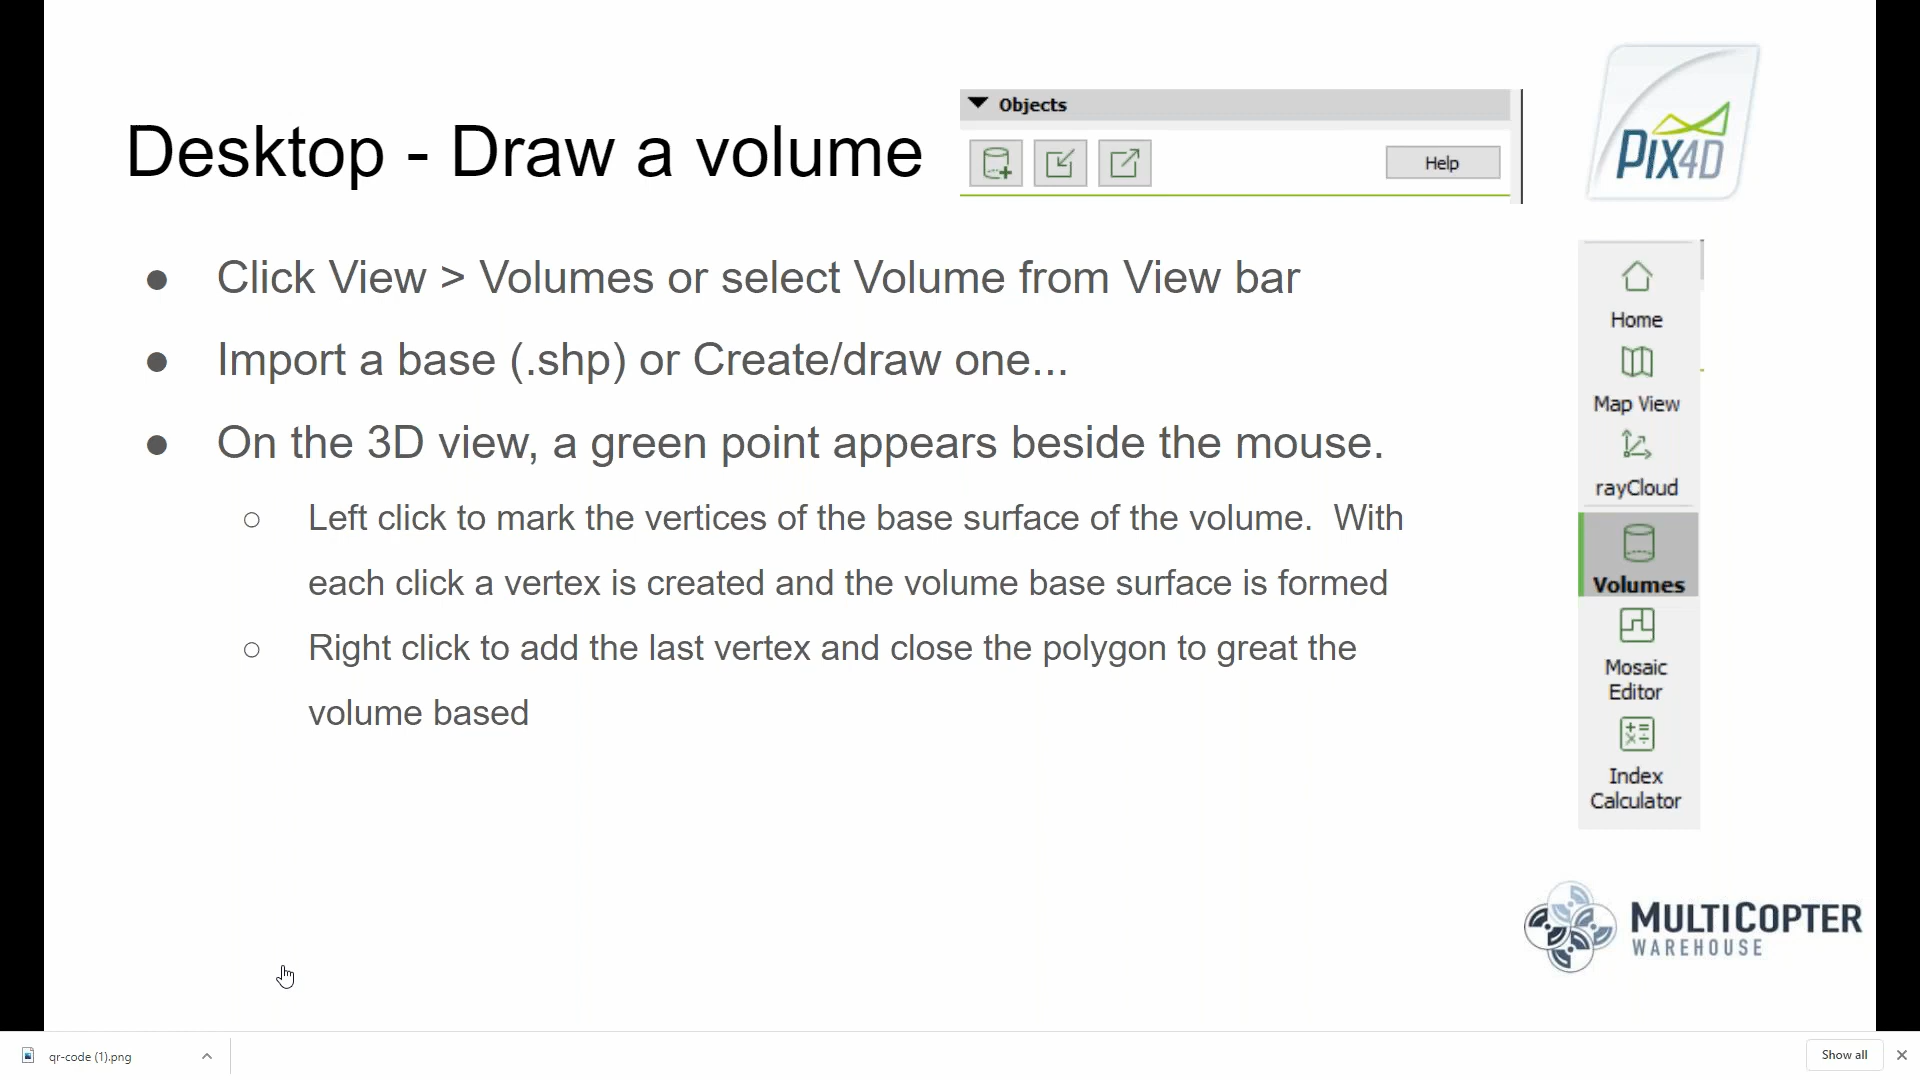 Desktop - Draw a volume
Objects
Help
PIX4D
● Click View > Volumes or select Volume from View bar
● Import a base (.shp) or Create/draw one...
● On the 3D view, a green point appears beside the mouse.
○ Left click to mark the vertices of the base surface of the volume.  With
each click a vertex is created and the volume base surface is formed
○ Right click to add the last vertex and close the polygon to great the
volume based
Home
Map View
rayCloud
Volumes
Mosaic
Editor
Index
Calculator
MULTICOPTER
WAREHOUSE
qr-code (1).png
Show all